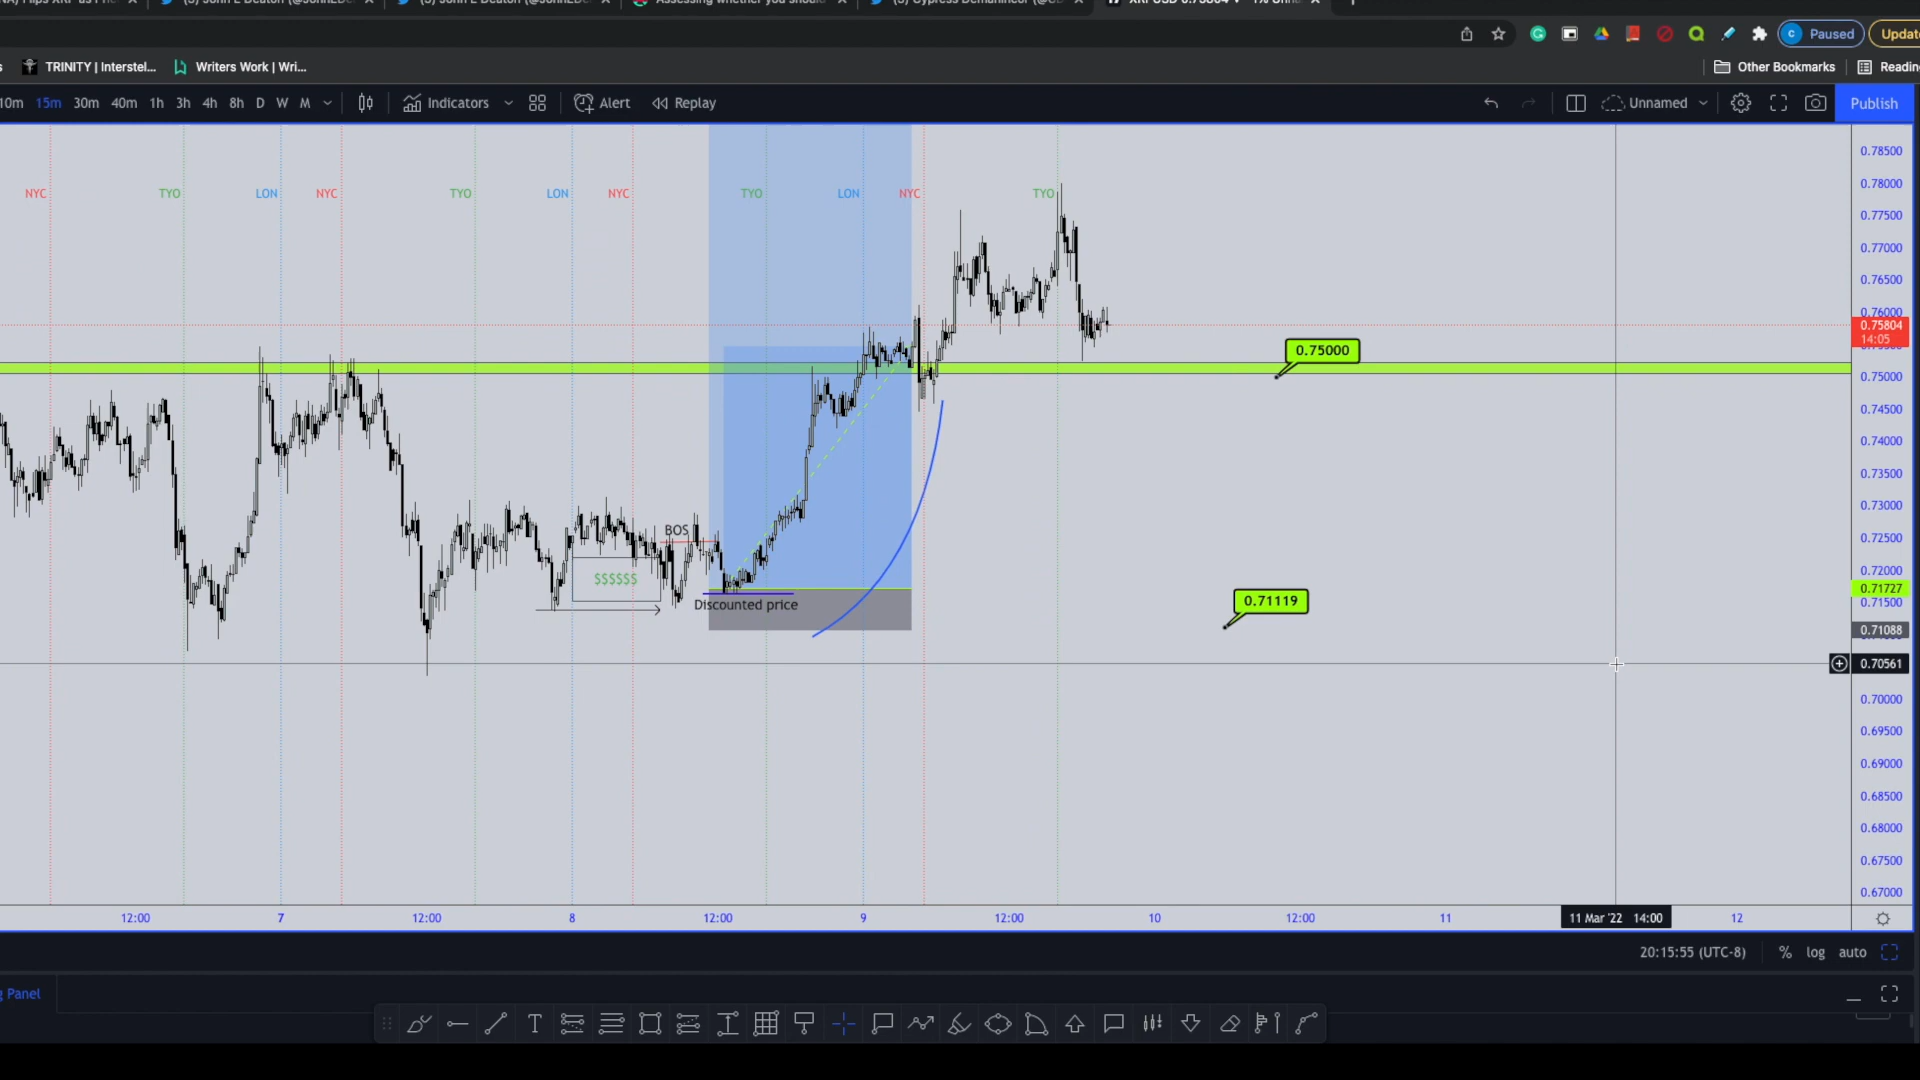 TRINITY | Interstel... Writers Work | Wri...
Paused
Other Bookmarks
10m 15m 30m 40m 1h 3h 4h 8h D W M Indicators Alert Replay Unnamed Publish
NYC TYO LON NYC TYO LON NYC TYO LON NYC TYO
0.78500
0.78000
0.77500
0.77000
0.76500
0.76000
0.75804
14:05
0.75000
0.75000
0.74500
0.74000
0.73500
0.73000
0.72500
0.72000
0.71727
0.71500
0.71088
0.70561
0.70000
0.69500
0.69000
0.68500
0.68000
0.67500
0.67000
BOS
$$$$$$
Discounted price
0.71119
12:00 7 12:00 8 12:00 9 12:00 10 12:00 11 11 Mar '22 14:00 12
20:15:55 (UTC-8) % log auto
Panel